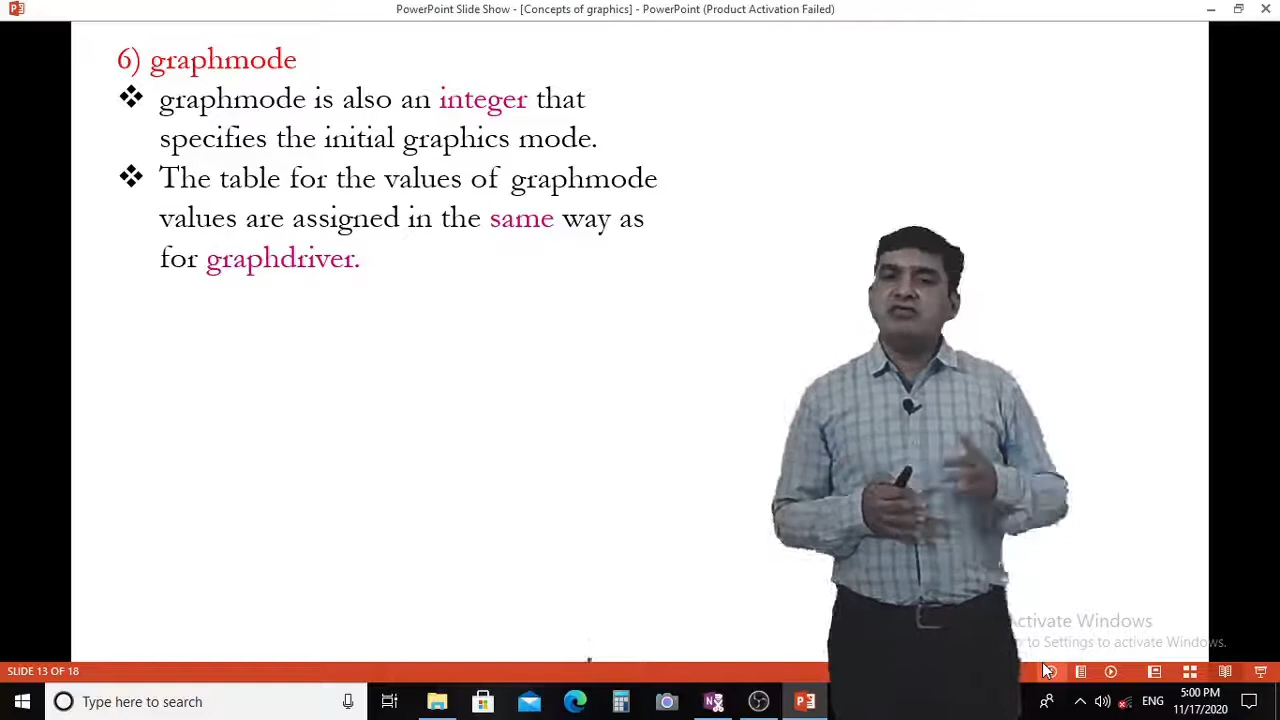 PowerPoint Slide Show - [Concepts of graphics] - PowerPoint (Product Activation Failed)
6) graphmode
❖ graphmode is also an integer that
specifies the initial graphics mode.
❖ The table for the values of graphmode
values are assigned in the same way as
for graphdriver.
ctivate Windows
to Settings to activate Windows.
SLIDE 13 OF 18
Type here to search
ENG
5:00 PM
11/17/2020